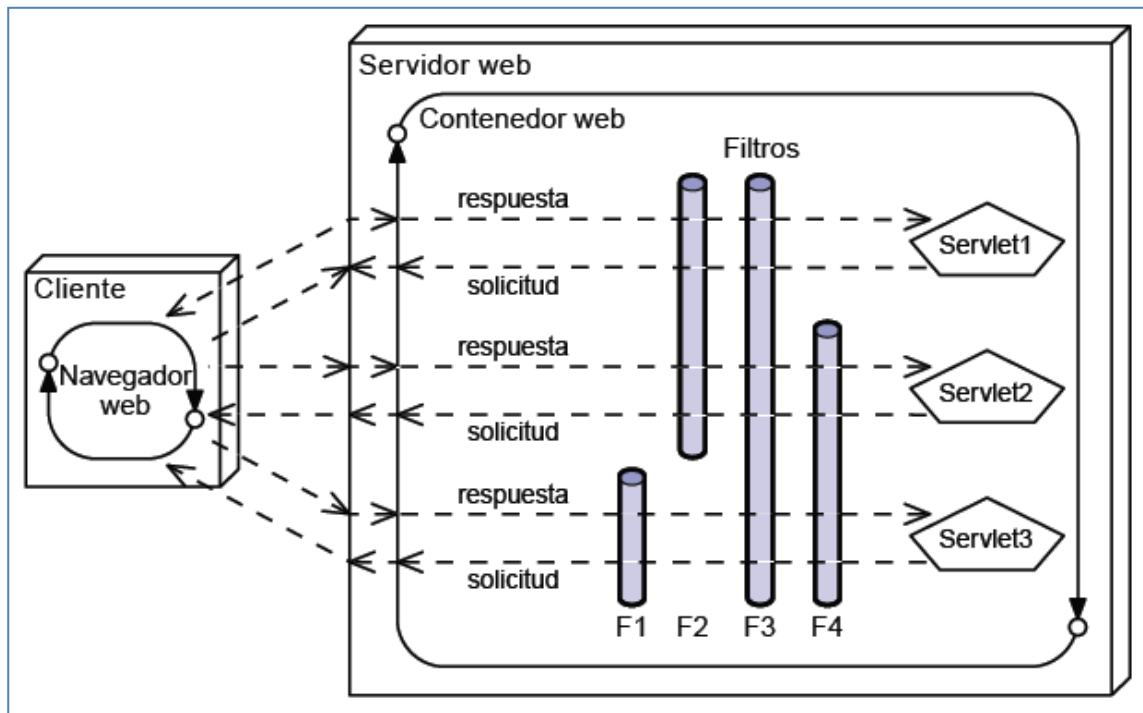 Servidor web
Contenedor web
Filtros
respuesta
Servlet1
solicitud
Cliente
Navegador
web
respuesta
Servlet2
solicitud
respuesta
Servlet3
solicitud
F1 F2 F3 F4